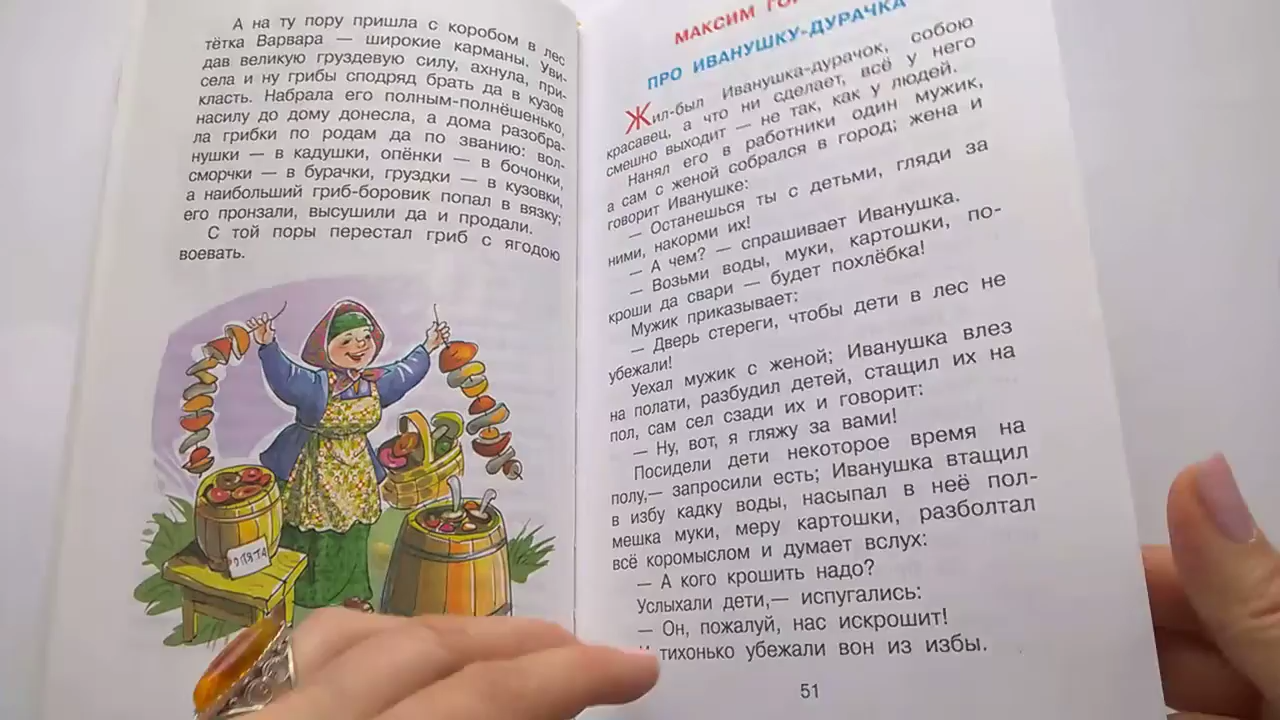 А на ту пору пришла с коробом в лес
тётка Варвара — широкие карманы. Уви-
дав великую груздевую силу, ахнула, при-
села и ну грибы сподряд брать да в кузов
класть. Набрала его полным-полнёшенько,
насилу до дому донесла, а дома разобра-
ла грибки по родам да по званию: вол-
нушки — в кадушки, опёнки — в бочонки,
сморчки — в бурачки, груздки — в кузовки,
а наибольший гриб-боровик попал в вязку;
его пронзали, высушили да и продали.
С той поры перестал гриб с ягодою
воевать.
ОПЯТА
МАКСИМ
ПРО ИВАНУШКУ-ДУРАЧКА
Жил-был Иванушка-дурачок, собою
красавец, а что ни сделает, всё у него
смешно выходит — не так, как у людей.
Нанял его в работники один мужик,
а сам с женой собрался в город; жена и
говорит Иванушке:
— Останешься ты с детьми, гляди за
ними, накорми их!
— А чем? — спрашивает Иванушка.
— Возьми воды, муки, картошки, по-
кроши да свари — будет похлёбка!
Мужик приказывает:
— Дверь стереги, чтобы дети в лес не
убежали!
Уехал мужик с женой; Иванушка влез
на полати, разбудил детей, стащил их на
пол, сам сел сзади их и говорит:
— Ну, вот, я гляжу за вами!
Посидели дети некоторое время на
полу,— запросили есть; Иванушка втащил
в избу кадку воды, насыпал в неё пол-
мешка муки, меру картошки, разболтал
всё коромыслом и думает вслух:
— А кого крошить надо?
Услыхали дети,— испугались:
— Он, пожалуй, нас искрошит!
И тихонько убежали вон из избы.
51